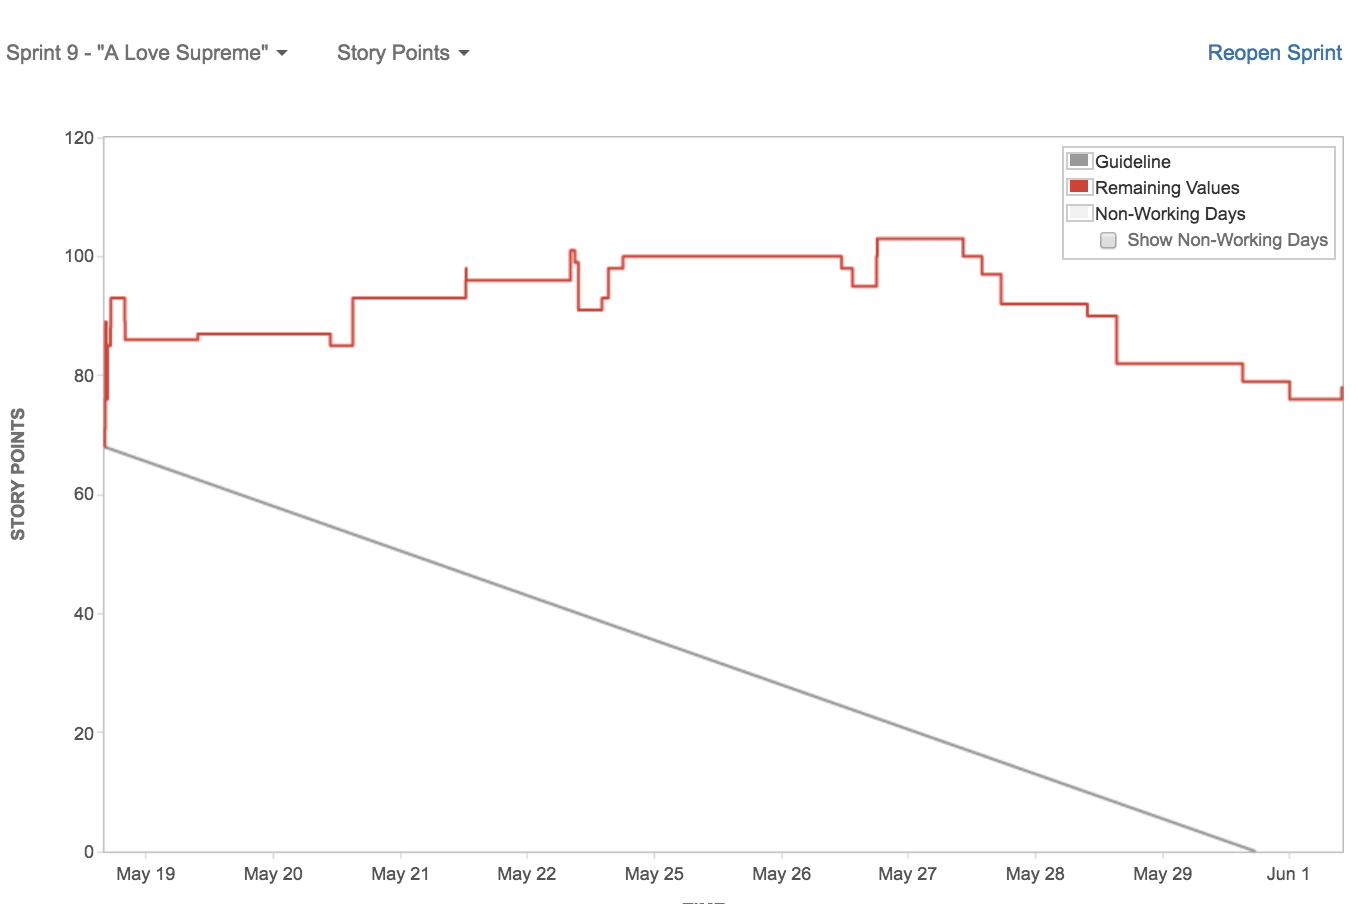 Sprint 9 - "A Love Supreme" Story Points Reopen Sprint
120
Guideline
Remaining Values
Non-Working Days
Show Non-Working Days
100
80
60
40
20
0
STORY POINTS
May 19 May 20 May 21 May 22 May 25 May 26 May 27 May 28 May 29 Jun 1